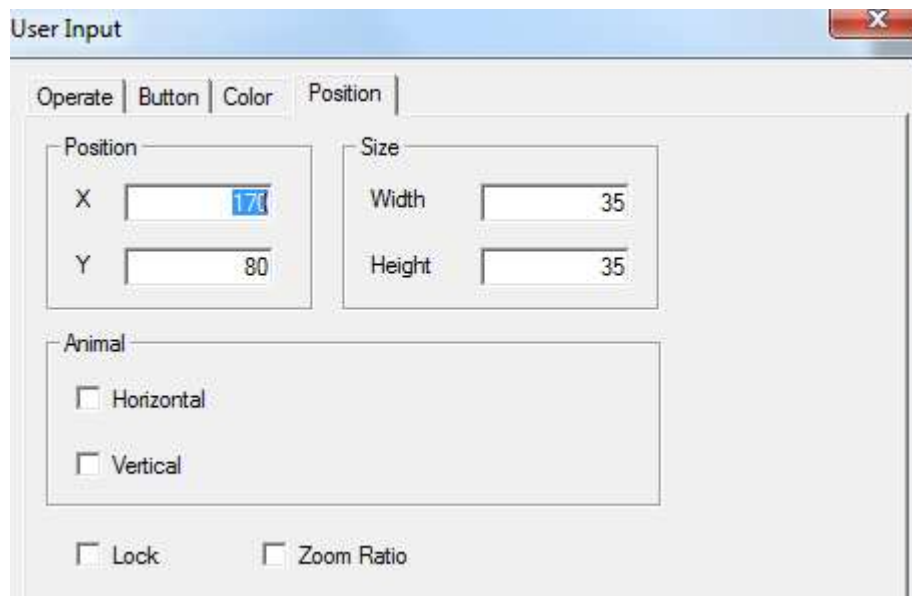 User Input
Operate Button Color Position
Position
X 170
Y 80
Size
Width 35
Height 35
Animal
Horizontal
Vertical
Lock Zoom Ratio